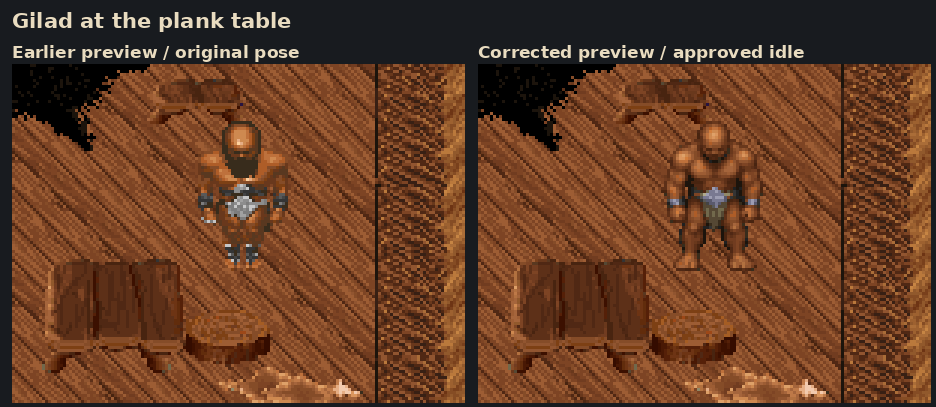 Gilad at the plank table
Earlier preview / original pose
Corrected preview / approved idle